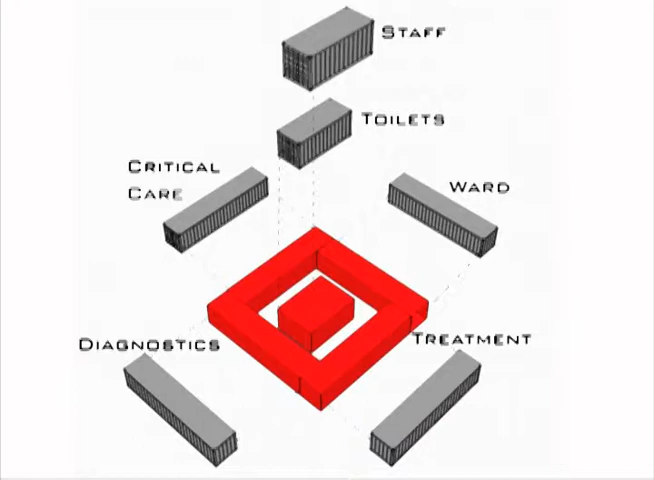 STAFF
TOILETS
CRITICAL
CARE
WARD
DIAGNOSTICS
TREATMENT